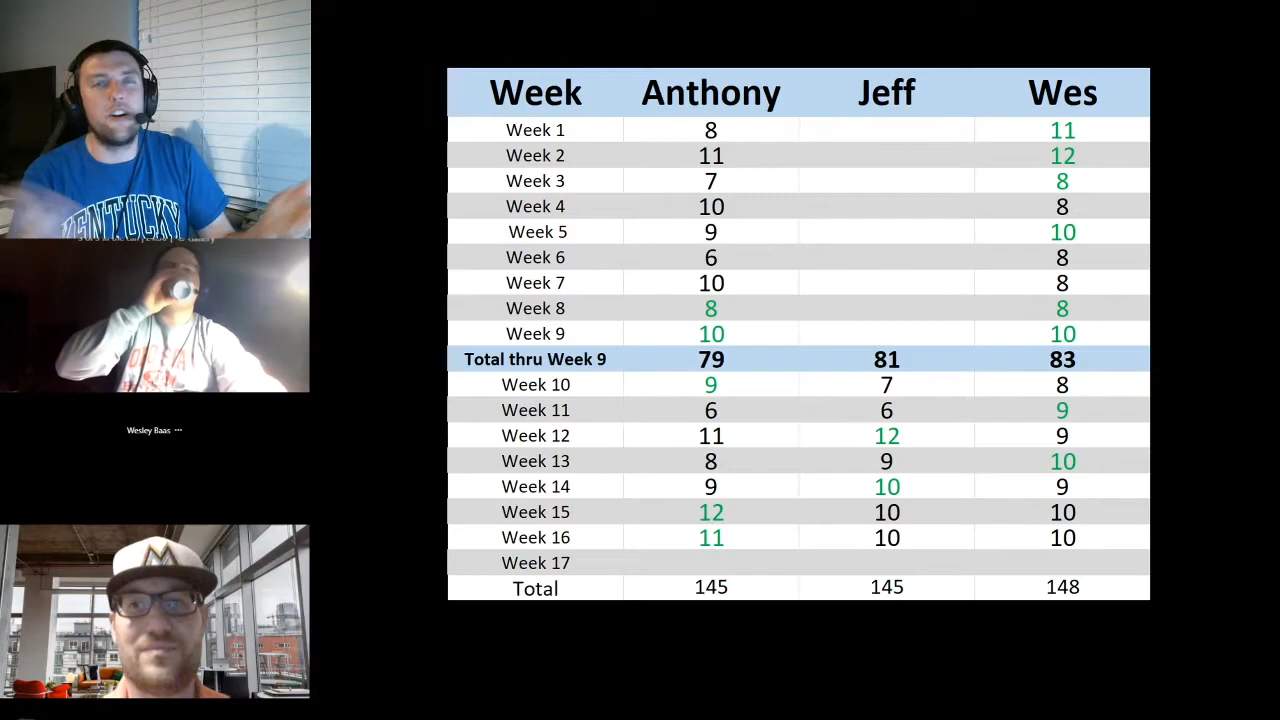 KENTUCKY
Wesley Baas •••
M
Week Anthony Jeff Wes
Week 1 8 11
Week 2 11 12
Week 3 7 8
Week 4 10 8
Week 5 9 10
Week 6 6 8
Week 7 10 8
Week 8 8 8
Week 9 10 10
Total thru Week 9 79 81 83
Week 10 9 7 8
Week 11 6 6 9
Week 12 11 12 9
Week 13 8 9 10
Week 14 9 10 9
Week 15 12 10 10
Week 16 11 10 10
Week 17
Total 145 145 148